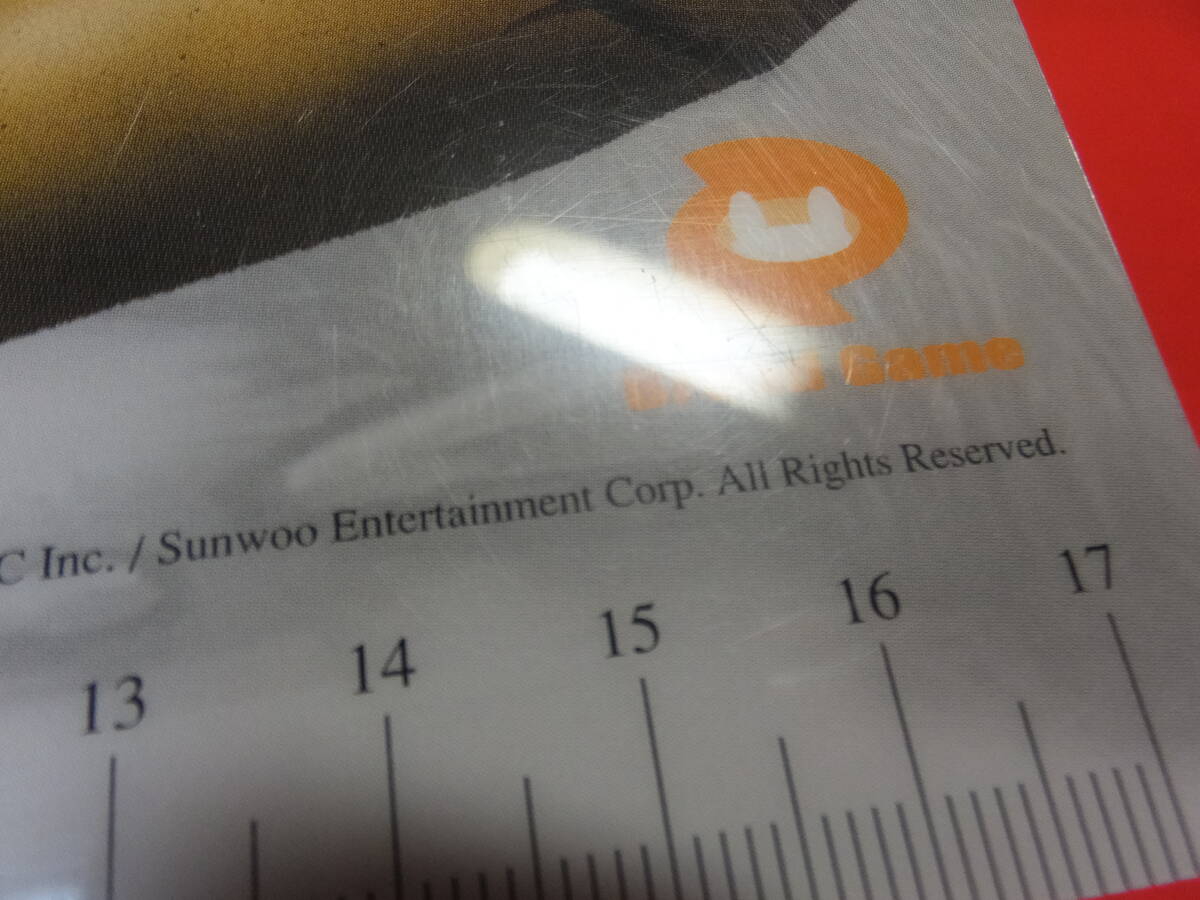 Game
C Inc. / Sunwoo Entertainment Corp. All Rights Reserved.
13 14 15 16 17